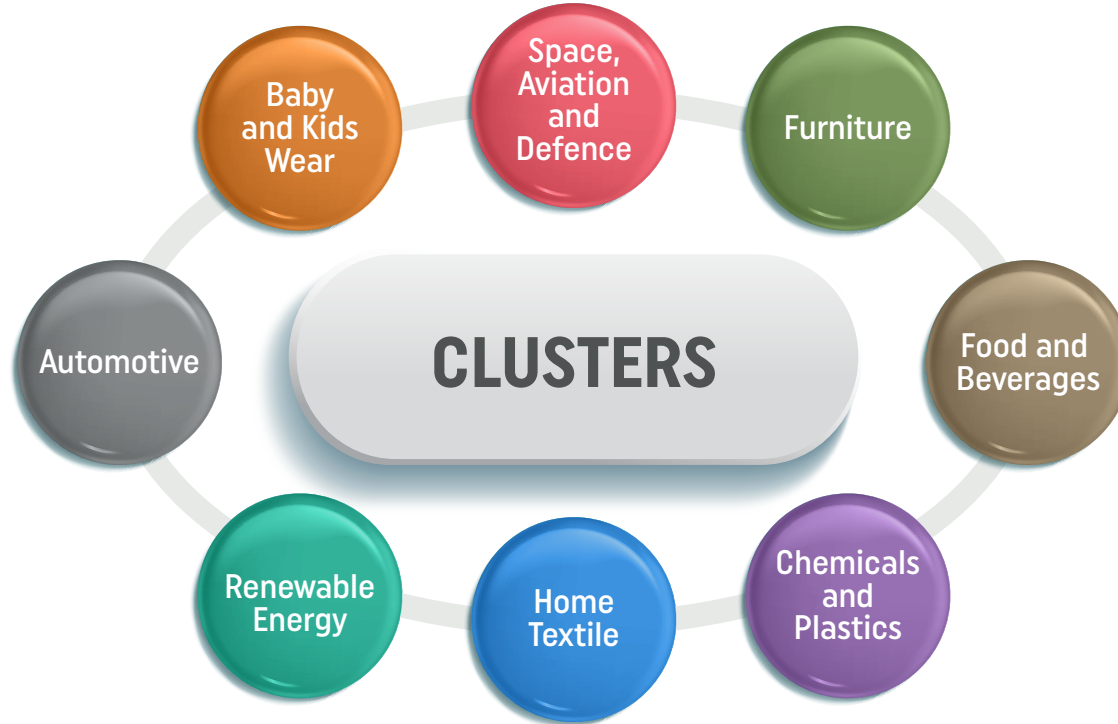 Space,
Aviation
and
Defence
Baby
and Kids
Wear
Furniture
Automotive
CLUSTERS
Food and
Beverages
Renewable
Energy
Home
Textile
Chemicals
and
Plastics